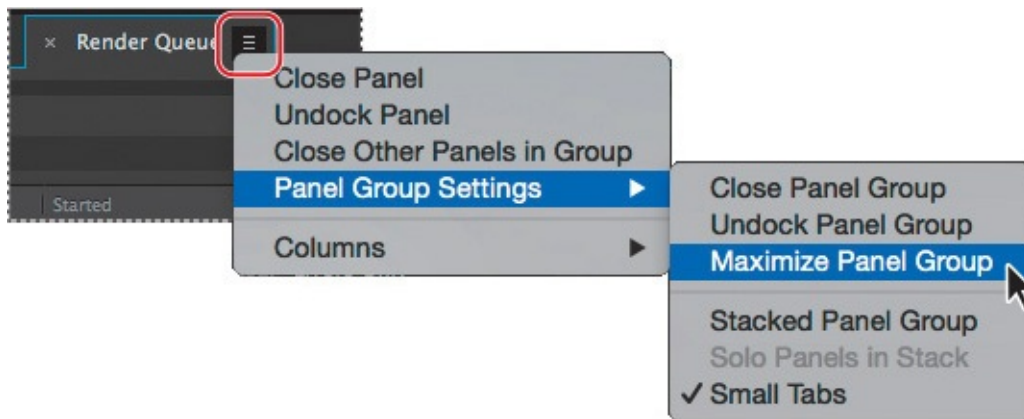 × Render Queue
Started
Close Panel
Undock Panel
Close Other Panels in Group
Panel Group Settings
Columns
Close Panel Group
Undock Panel Group
Maximize Panel Group
Stacked Panel Group
Solo Panels in Stack
✓ Small Tabs